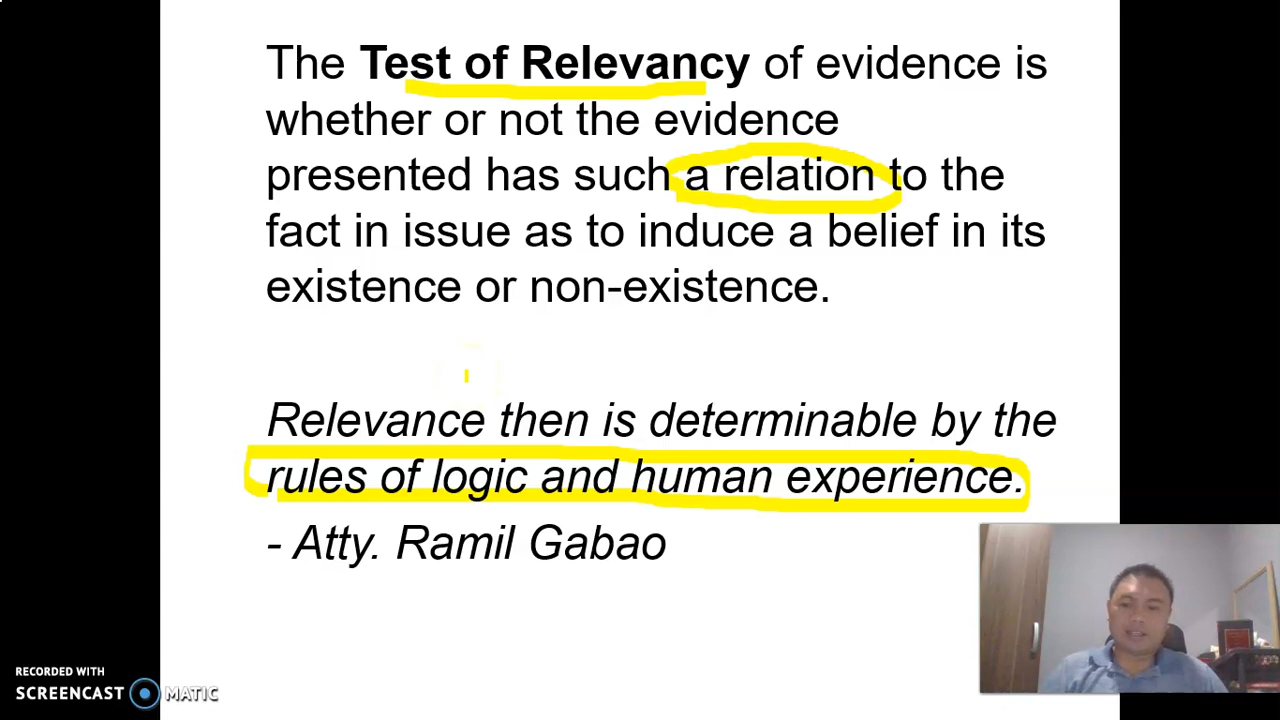 The Test of Relevancy of evidence is
whether or not the evidence
presented has such a relation to the
fact in issue as to induce a belief in its
existence or non-existence.
Relevance then is determinable by the
rules of logic and human experience.
- Atty. Ramil Gabao
RECORDED WITH
SCREENCAST MATIC